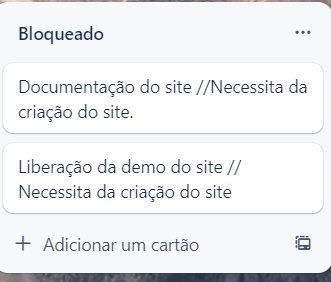 Bloqueado
Documentação do site //Necessita da
criação do site.
Liberação da demo do site //
Necessita da criação do site
Adicionar um cartão